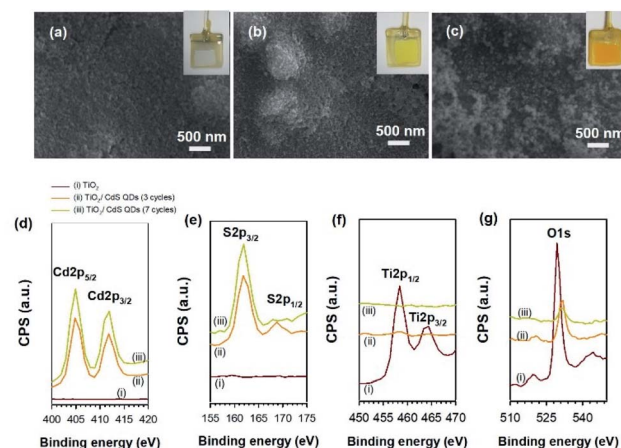 (a)
500 nm
(b)
500 nm
(c)
500 nm
(i) TiO₂
(ii) TiO₂/ CdS QDs (3 cycles)
(iii) TiO₂/ CdS QDs (7 cycles)
(d)
CPS (a.u.)
Cd2p₅/₂
Cd2p₃/₂
(iii)
(ii)
(i)
400 405 410 415 420
Binding energy (eV)
(e)
CPS (a.u.)
S2p₃/₂
S2p₁/₂
(iii)
(ii)
(i)
155 160 165 170 175
Binding energy (eV)
(f)
CPS (a.u.)
Ti2p₁/₂
Ti2p₃/₂
(iii)
(ii)
(i)
450 455 460 465 470
Binding energy (eV)
(g)
CPS (a.u.)
O1s
(iii)
(ii)
(i)
510 520 530 540
Binding energy (eV)